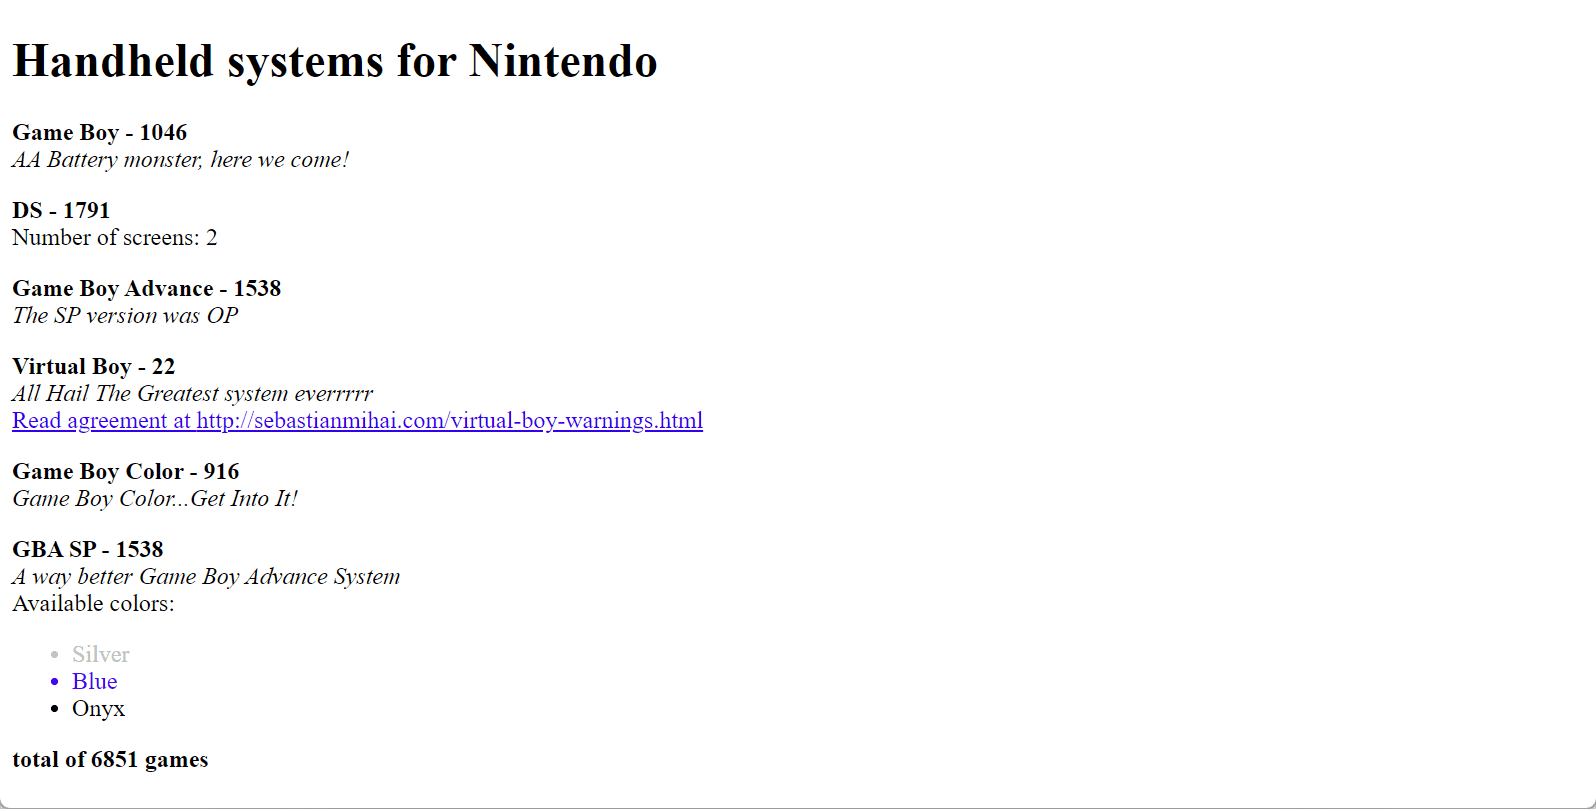 Handheld systems for Nintendo
Game Boy - 1046
AA Battery monster, here we come!
DS - 1791
Number of screens: 2
Game Boy Advance - 1538
The SP version was OP
Virtual Boy - 22
All Hail The Greatest system everrrrr
Read agreement at http://sebastianmihai.com/virtual-boy-warnings.html
Game Boy Color - 916
Game Boy Color...Get Into It!
GBA SP - 1538
A way better Game Boy Advance System
Available colors:
• Silver
• Blue
• Onyx
total of 6851 games